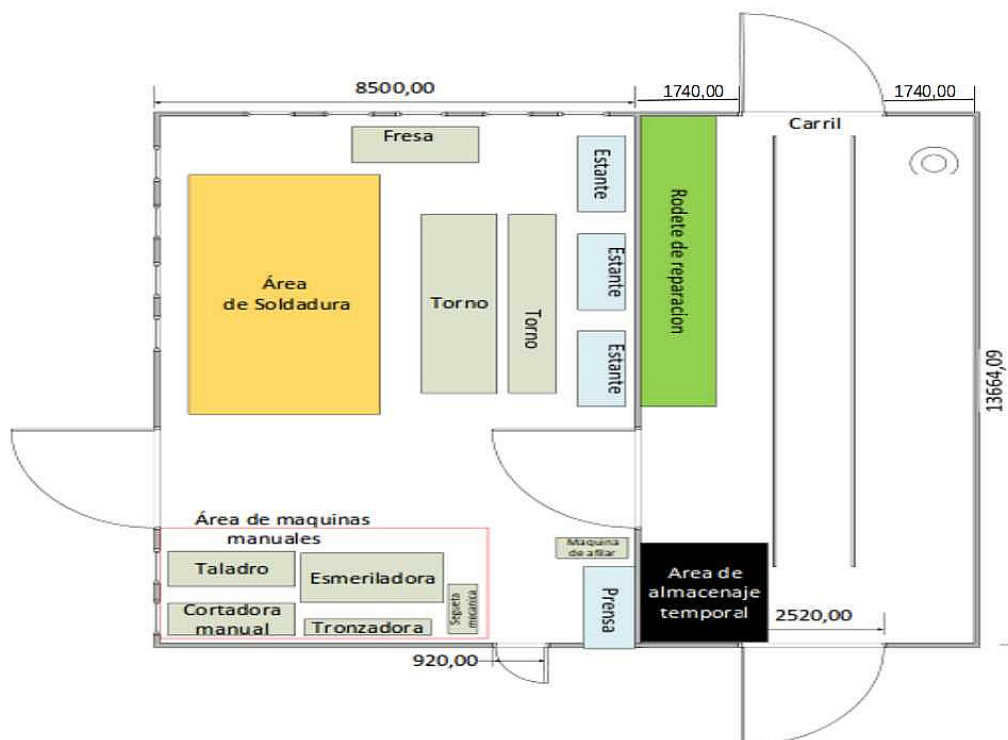 8500,00
1740,00
1740,00
Carril
Fresa
Estante
Rodete de reparacion
Área
de Soldadura
Torno
Torno
Estante
Estante
13664,09
Área de maquinas
manuales
Taladro
Esmeriladora
Cortadora
manual
Tronzadora
Segueta
mecanica
Maquina
de afilar
Prensa
Area de
almacenaje
temporal
2520,00
920,00